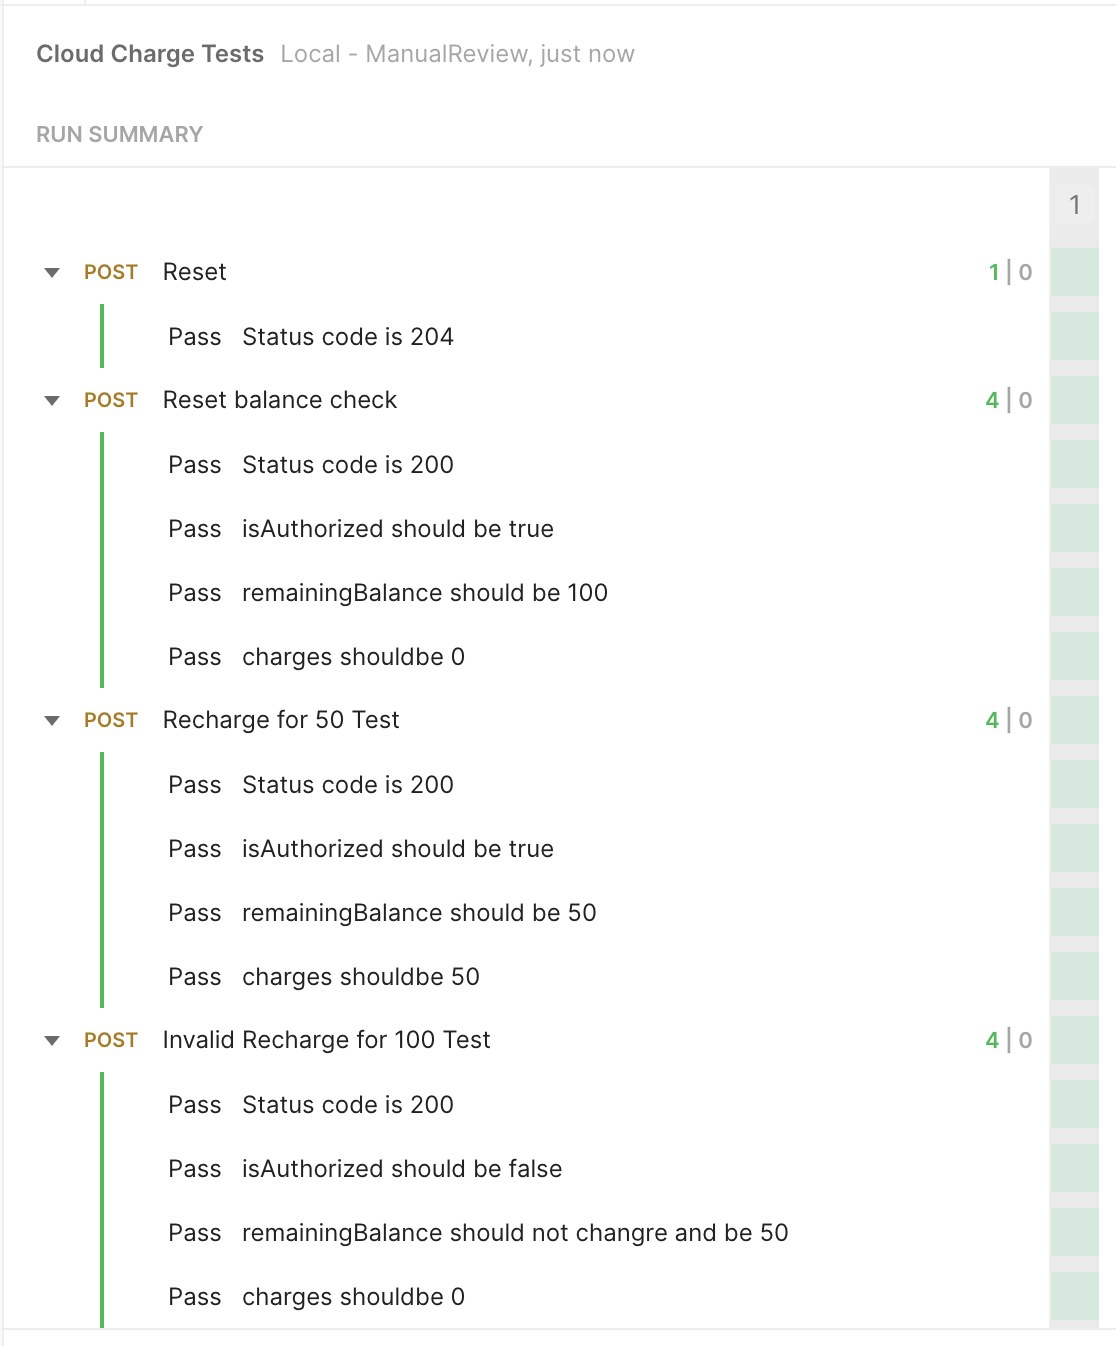 Cloud Charge Tests Local - ManualReview, just now
RUN SUMMARY
1
POST Reset 1 | 0
Pass Status code is 204
POST Reset balance check 4 | 0
Pass Status code is 200
Pass isAuthorized should be true
Pass remainingBalance should be 100
Pass charges shouldbe 0
POST Recharge for 50 Test 4 | 0
Pass Status code is 200
Pass isAuthorized should be true
Pass remainingBalance should be 50
Pass charges shouldbe 50
POST Invalid Recharge for 100 Test 4 | 0
Pass Status code is 200
Pass isAuthorized should be false
Pass remainingBalance should not changre and be 50
Pass charges shouldbe 0